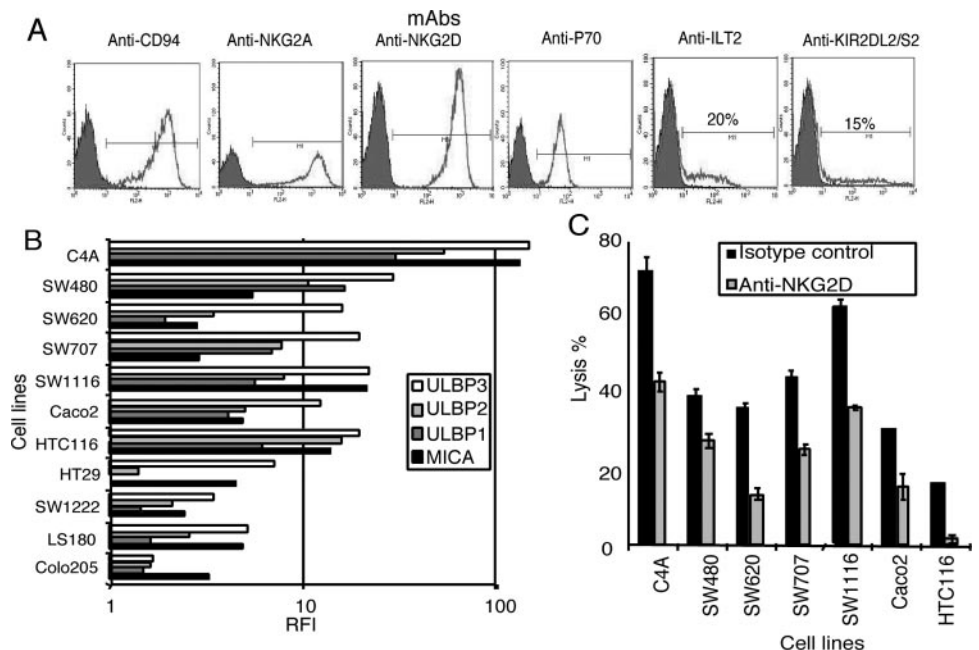 A
mAbs
Anti-CD94
Anti-NKG2A
Anti-NKG2D
Anti-P70
Anti-ILT2
Anti-KIR2DL2/S2
20%
15%
B
C4A
SW480
SW620
SW707
SW1116
Caco2
HTC116
HT29
SW1222
LS180
Colo205
Cell lines
ULBP3
ULBP2
ULBP1
MICA
1
10
100
RFI
C
80
60
40
20
0
Lysis %
Isotype control
Anti-NKG2D
C4A
SW480
SW620
SW707
SW1116
Caco2
HTC116
Cell lines